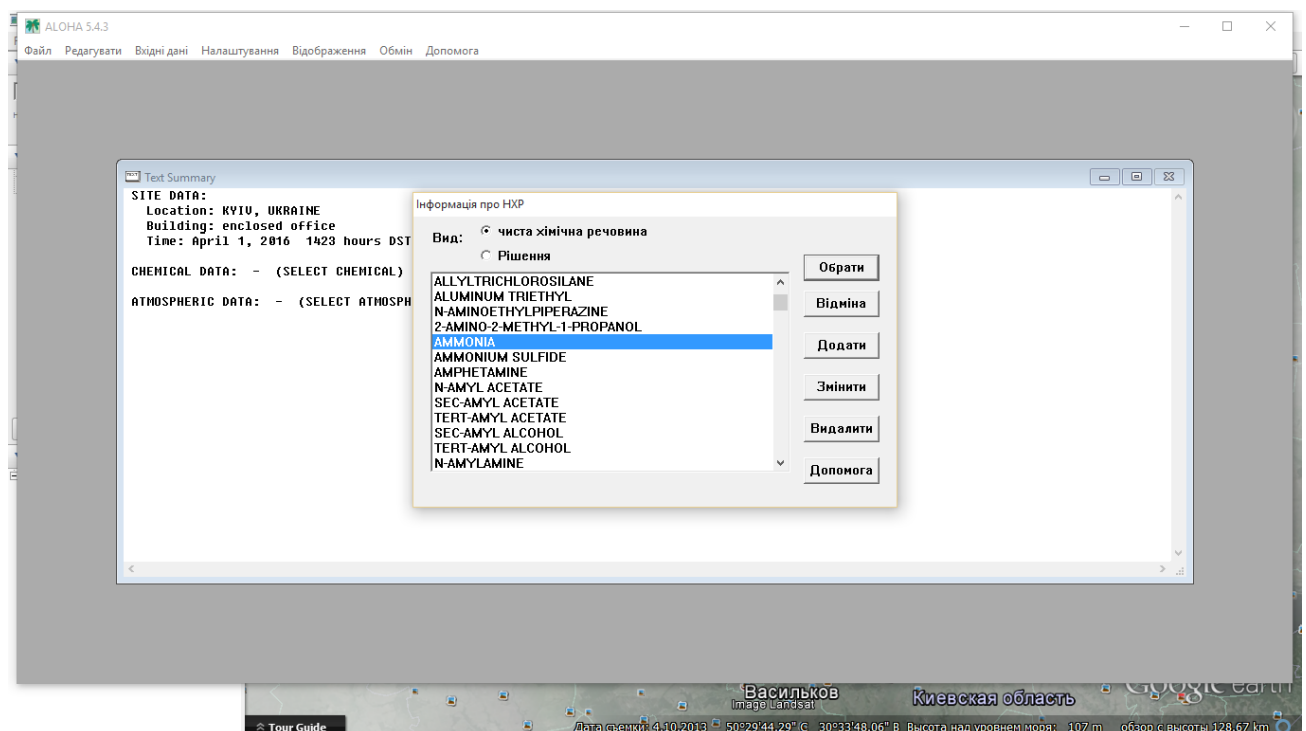 ALOHA 5.4.3
Файл Редагувати Вхідні дані Налаштування Відображення Обмін Допомога
Text Summary
SITE DATA:
Location: KYIV, UKRAINE
Building: enclosed office
Time: April 1, 2016 1423 hours DST
CHEMICAL DATA: - (SELECT CHEMICAL)
ATMOSPHERIC DATA: - (SELECT ATMOSPH
Інформація про НХР
Вид:
чиста хімічна речовина
Рішення
ALLYLTRICHLOROSILANE
ALUMINUM TRIETHYL
N-AMINOETHYLPIPERAZINE
2-AMINO-2-METHYL-1-PROPANOL
AMMONIA
AMMONIUM SULFIDE
AMPHETAMINE
N-AMYL ACETATE
SEC-AMYL ACETATE
TERT-AMYL ACETATE
SEC-AMYL ALCOHOL
TERT-AMYL ALCOHOL
N-AMYLAMINE
Обрати
Відміна
Додати
Змінити
Видалити
Допомога
Васильков
Image Landsat
Киевская область
Google earth
Tour Guide
Дата съемки: 4.10.2013 50°29'44.29" С 30°33'48.06" В Высота над уровнем моря: 107 m обзор с высоты 128.67 km